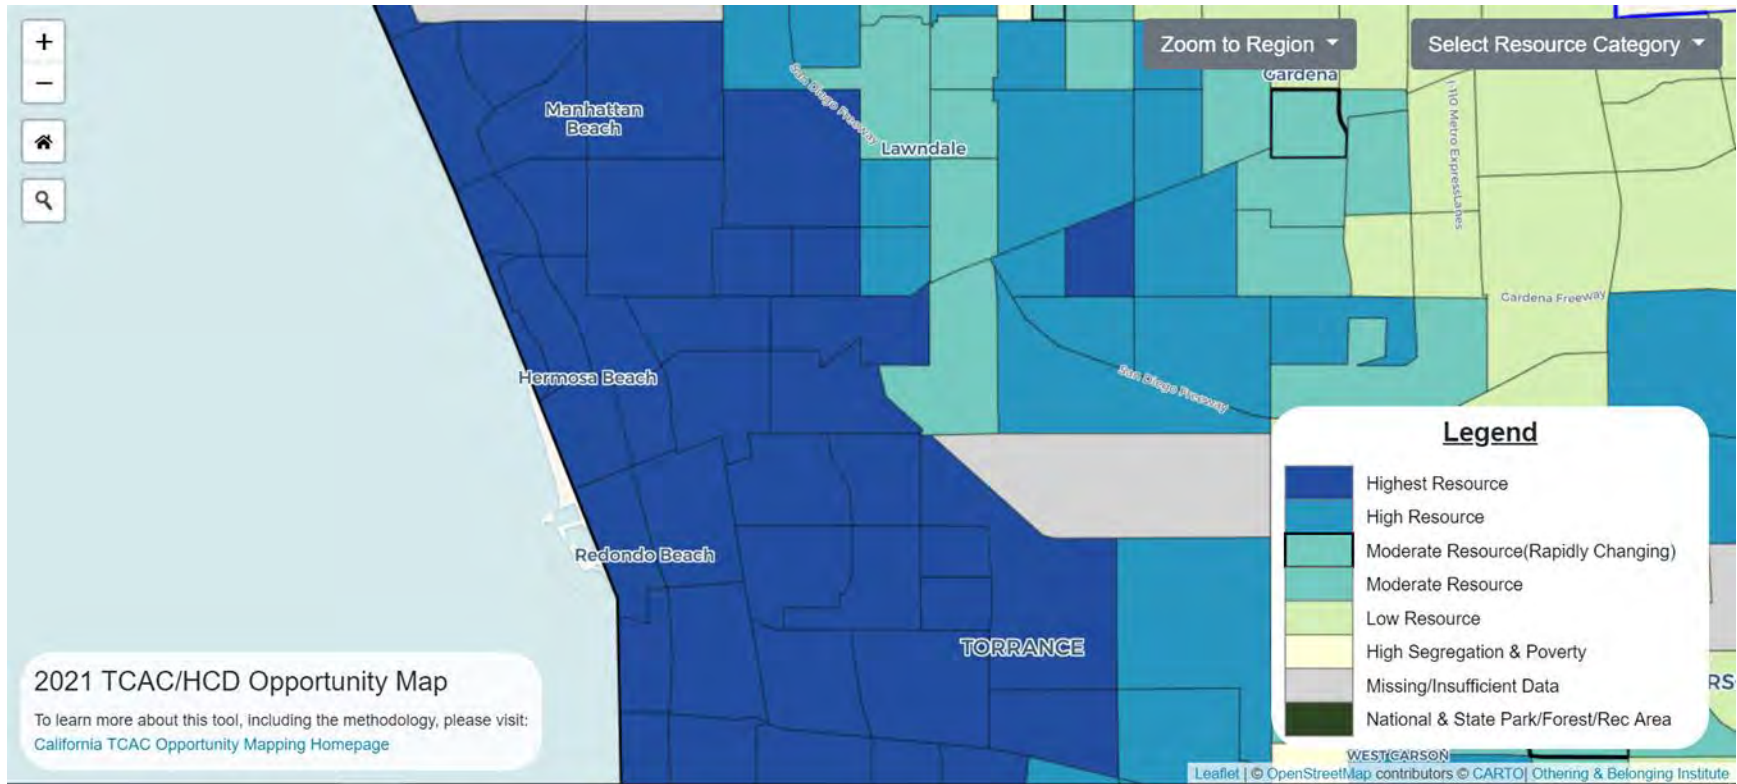 +
−
Zoom to Region
Select Resource Category
Gardena
Manhattan
Beach
San Diego Freeway
Lawndale
I-110 Metro ExpressLanes
Gardena Freeway
Hermosa Beach
San Diego Freeway
Redondo Beach
TORRANCE
Legend
Highest Resource
High Resource
Moderate Resource(Rapidly Changing)
Moderate Resource
Low Resource
High Segregation & Poverty
Missing/Insufficient Data
National & State Park/Forest/Rec Area
RS
2021 TCAC/HCD Opportunity Map
To learn more about this tool, including the methodology, please visit:
California TCAC Opportunity Mapping Homepage
WEST CARSON
Leaflet | © OpenStreetMap contributors © CARTO| Othering & Belonging Institute